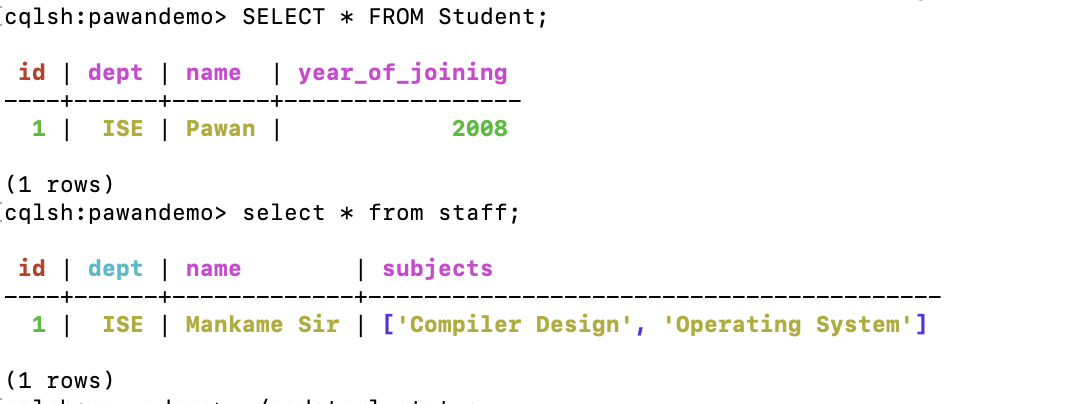 cqlsh:pawandemo> SELECT * FROM Student;
 id | dept | name  | year_of_joining
----+------+-------+-----------------
  1 |  ISE | Pawan |            2008
(1 rows)
cqlsh:pawandemo> select * from staff;
 id | dept | name        | subjects
----+------+-------------+-----------------------------------------
  1 |  ISE | Mankame Sir | ['Compiler Design', 'Operating System']
(1 rows)